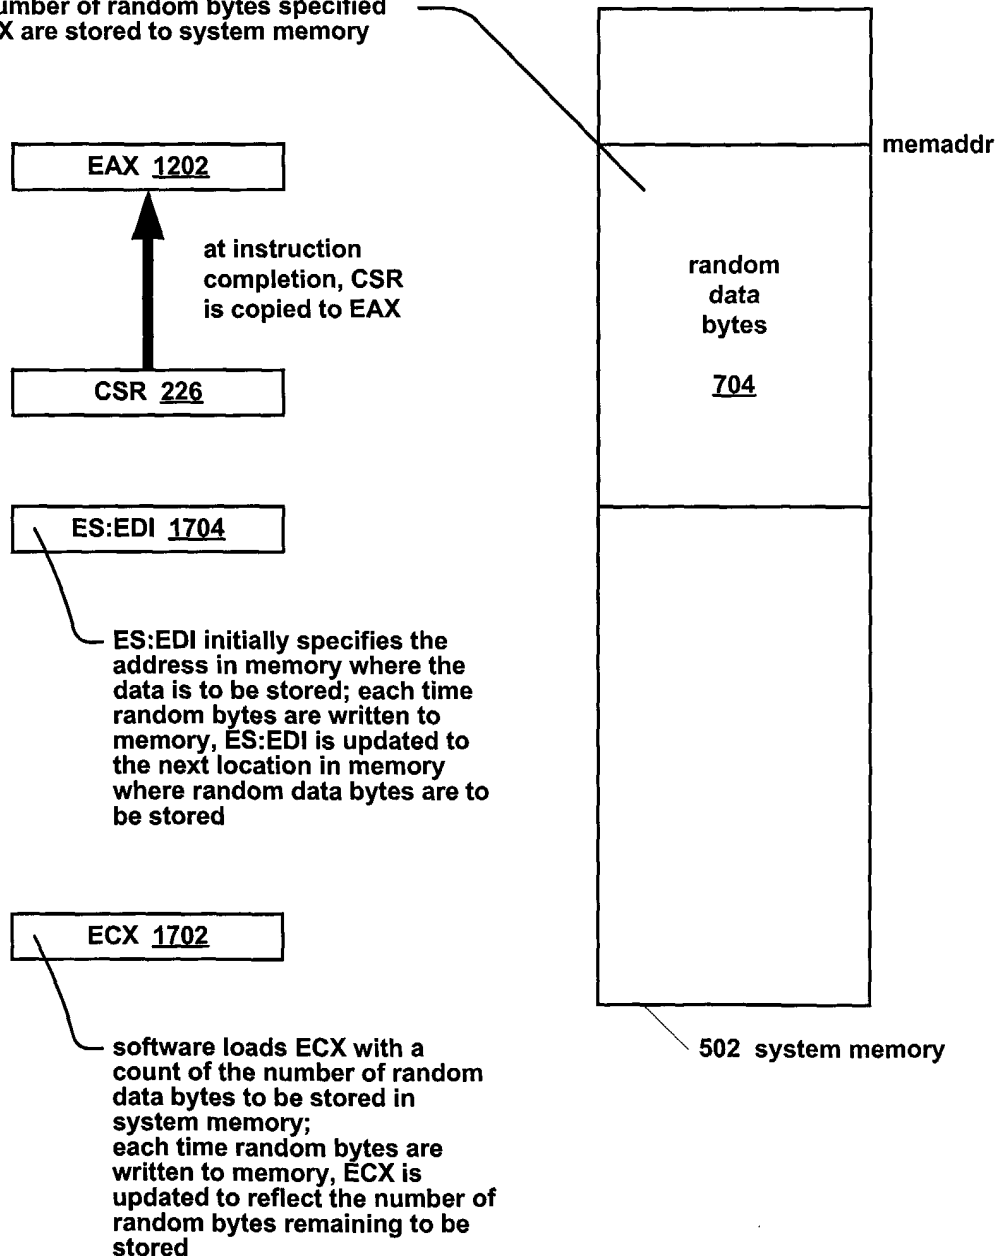 number of random bytes specified
X are stored to system memory
memaddr
EAX 1202
at instruction
completion, CSR
is copied to EAX
random
data
bytes
704
CSR 226
ES:EDI 1704
ES:EDI initially specifies the
address in memory where the
data is to be stored; each time
random bytes are written to
memory, ES:EDI is updated to
the next location in memory
where random data bytes are to
be stored
ECX 1702
502 system memory
software loads ECX with a
count of the number of random
data bytes to be stored in
system memory;
each time random bytes are
written to memory, ECX is
updated to reflect the number of
random bytes remaining to be
stored